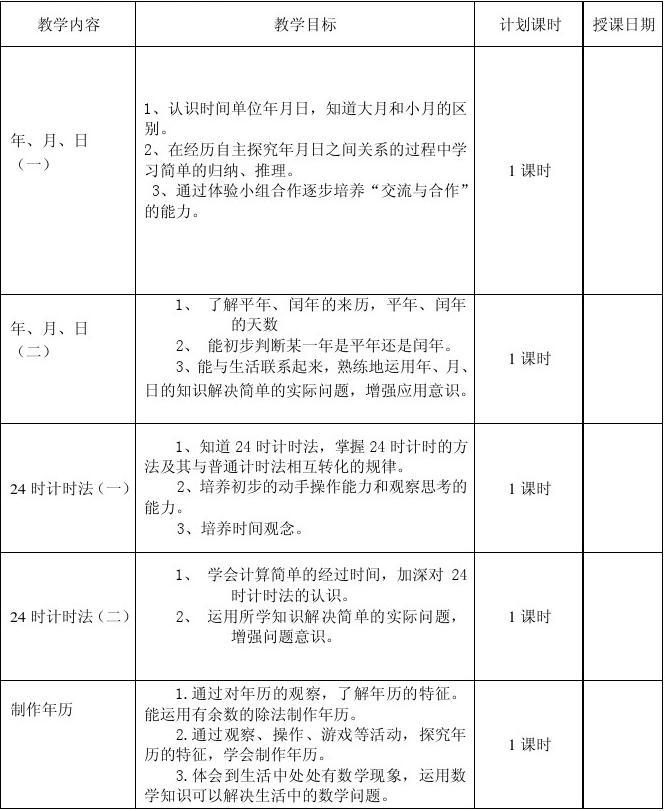 教学内容 教学目标 计划课时 授课日期
年、月、日
（一）
1、认识时间单位年月日，知道大月和小月的区
别。
2、在经历自主探究年月日之间关系的过程中学
习简单的归纳、推理。
3、通过体验小组合作逐步培养“交流与合作”
的能力。
1 课时
年、月、日
（二）
1、 了解平年、闰年的来历，平年、闰年
的天数
2、 能初步判断某一年是平年还是闰年。
3、能与生活联系起来，熟练地运用年、月、
日的知识解决简单的实际问题，增强应用意识。
1 课时
24 时计时法（一）
1、知道 24 时计时法，掌握 24 时计时的方
法及其与普通计时法相互转化的规律。
2、培养初步的动手操作能力和观察思考的
能力。
3、培养时间观念。
1 课时
24 时计时法（二）
1、 学会计算简单的经过时间，加深对 24
时计时法的认识。
2、 运用所学知识解决简单的实际问题，
增强问题意识。
1 课时
制作年历
1.通过对年历的观察，了解年历的特征。
能运用有余数的除法制作年历。
2.通过观察、操作、游戏等活动，探究年
历的特征，学会制作年历。
3.体会到生活中处处有数学现象，运用数
学知识可以解决生活中的数学问题。
1 课时